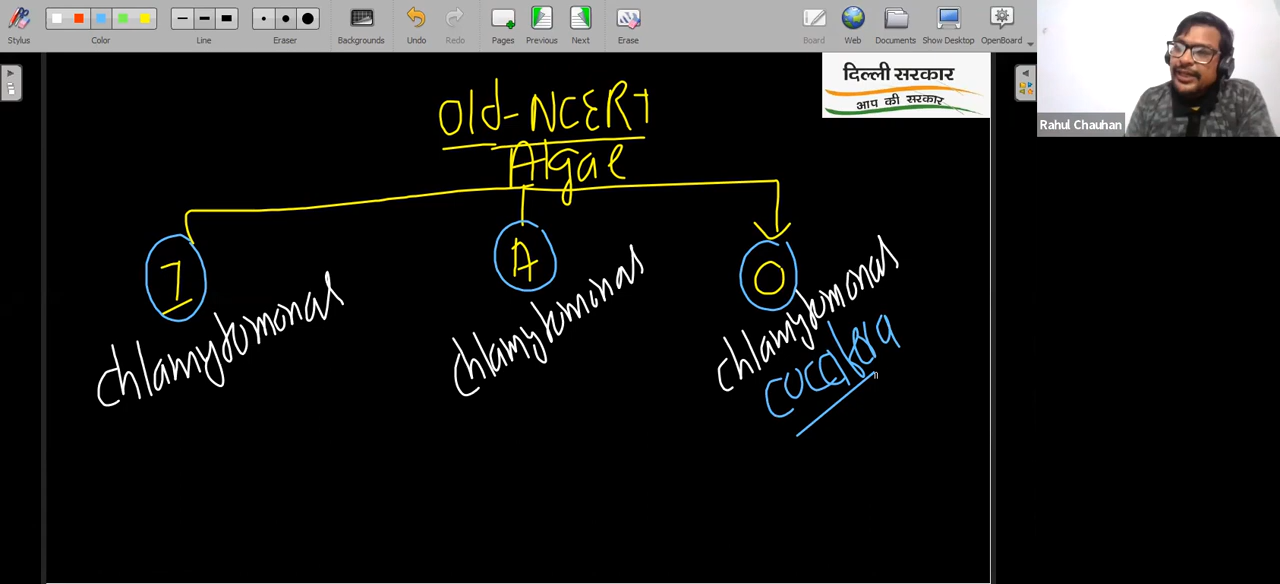 Stylus
Color
Line
Eraser
Backgrounds
Undo
Redo
Pages
Previous
Next
Erase
Board
Web
Documents
Show Desktop
OpenBoard
दिल्ली सरकार
आप की सरकार
Rahul Chauhan
Old-NCERT
Algae
I
A
O
chlamydomonas
chlamydomonas
chlamydomonas
coccifera